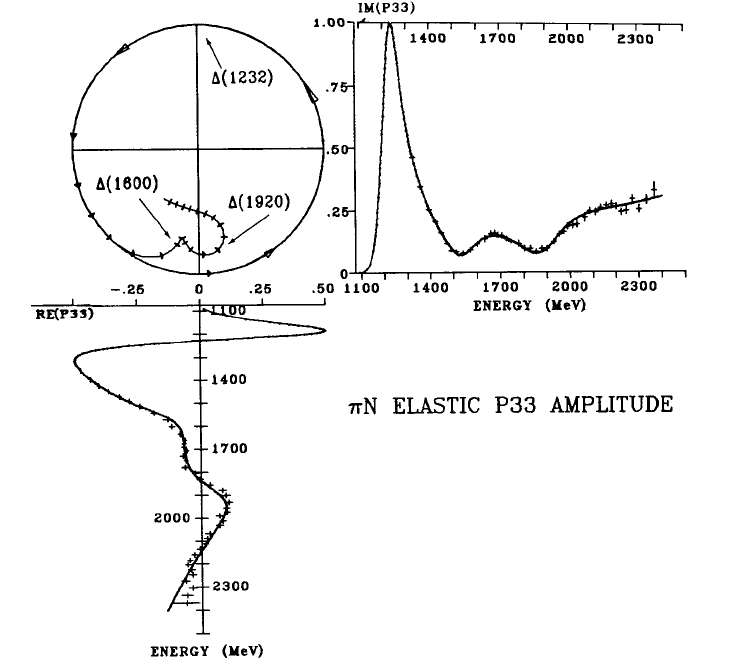 IM(P33)
1.00
1400
1700
2000
2300
Δ(1232)
.75
.50
Δ(1600)
Δ(1920)
.25
0
1100
1400
1700
2000
2300
ENERGY (MeV)
-.25
0
.25
.50
RE(P33)
1100
1400
πN ELASTIC P33 AMPLITUDE
1700
2000
2300
ENERGY (MeV)